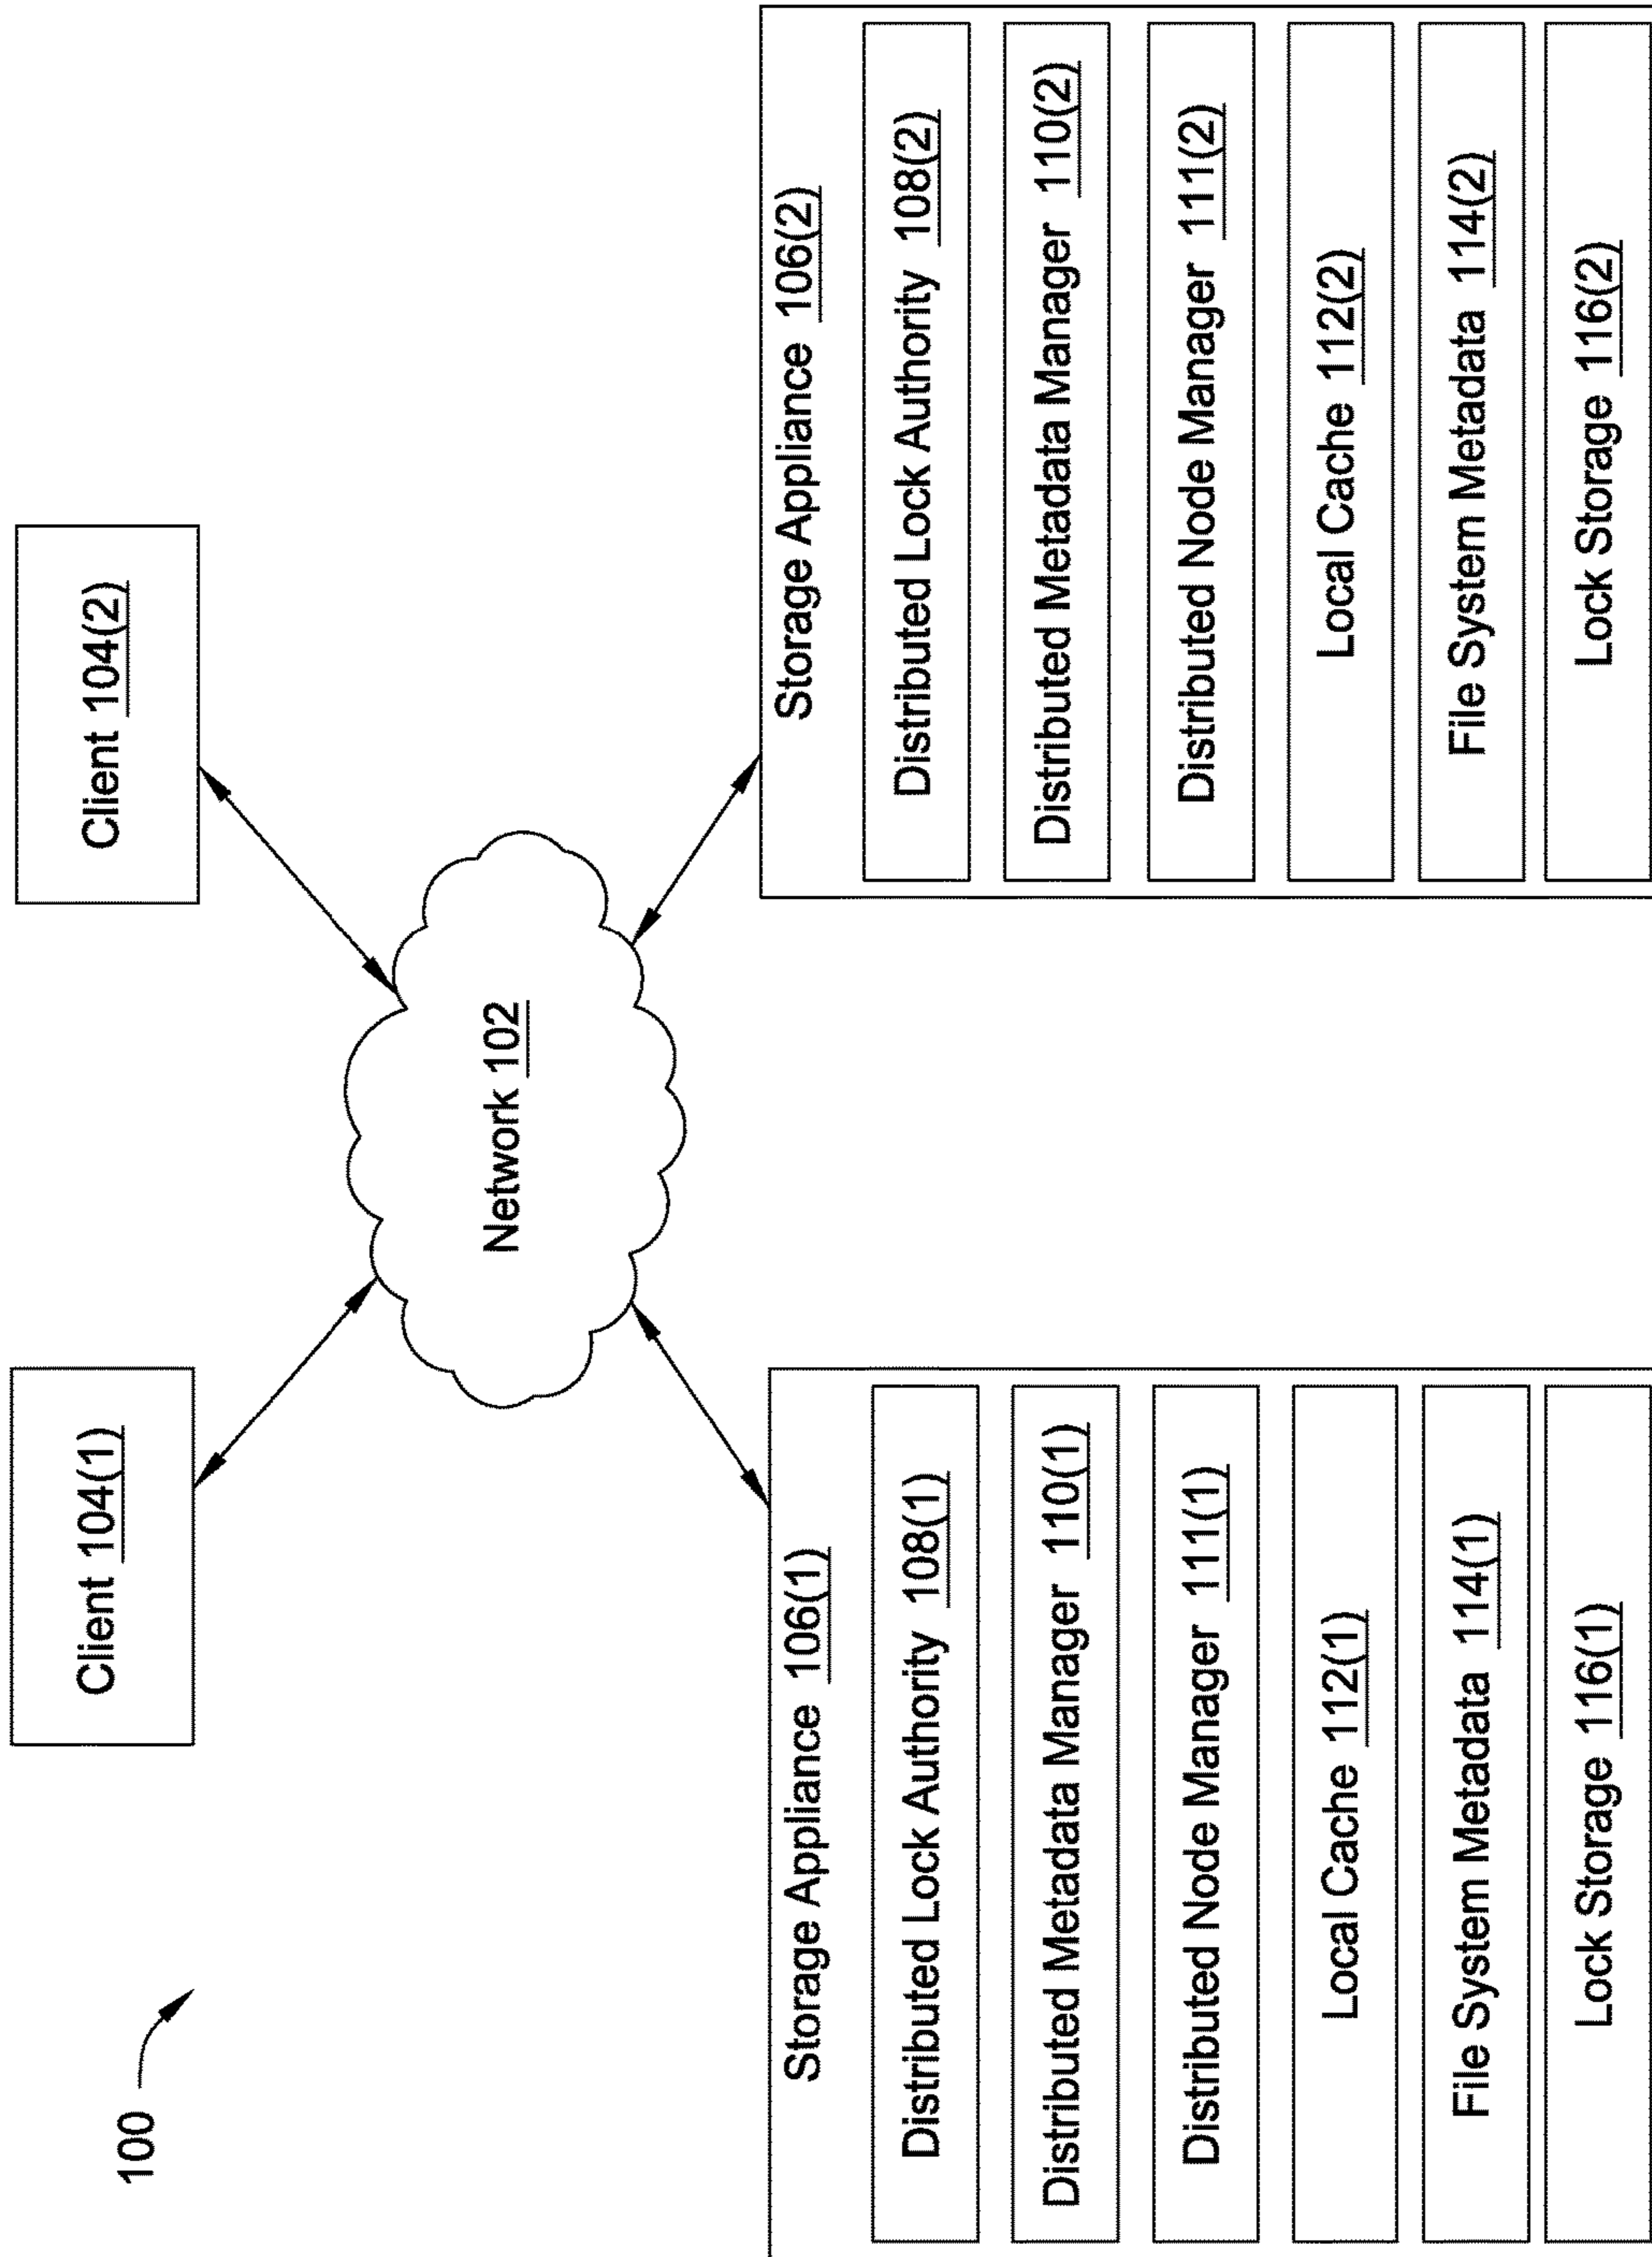 100
Client 104(1)
Client 104(2)
Network 102
Storage Appliance 106(1)
Distributed Lock Authority 108(1)
Distributed Metadata Manager 110(1)
Distributed Node Manager 111(1)
Local Cache 112(1)
File System Metadata 114(1)
Lock Storage 116(1)
Storage Appliance 106(2)
Distributed Lock Authority 108(2)
Distributed Metadata Manager 110(2)
Distributed Node Manager 111(2)
Local Cache 112(2)
File System Metadata 114(2)
Lock Storage 116(2)